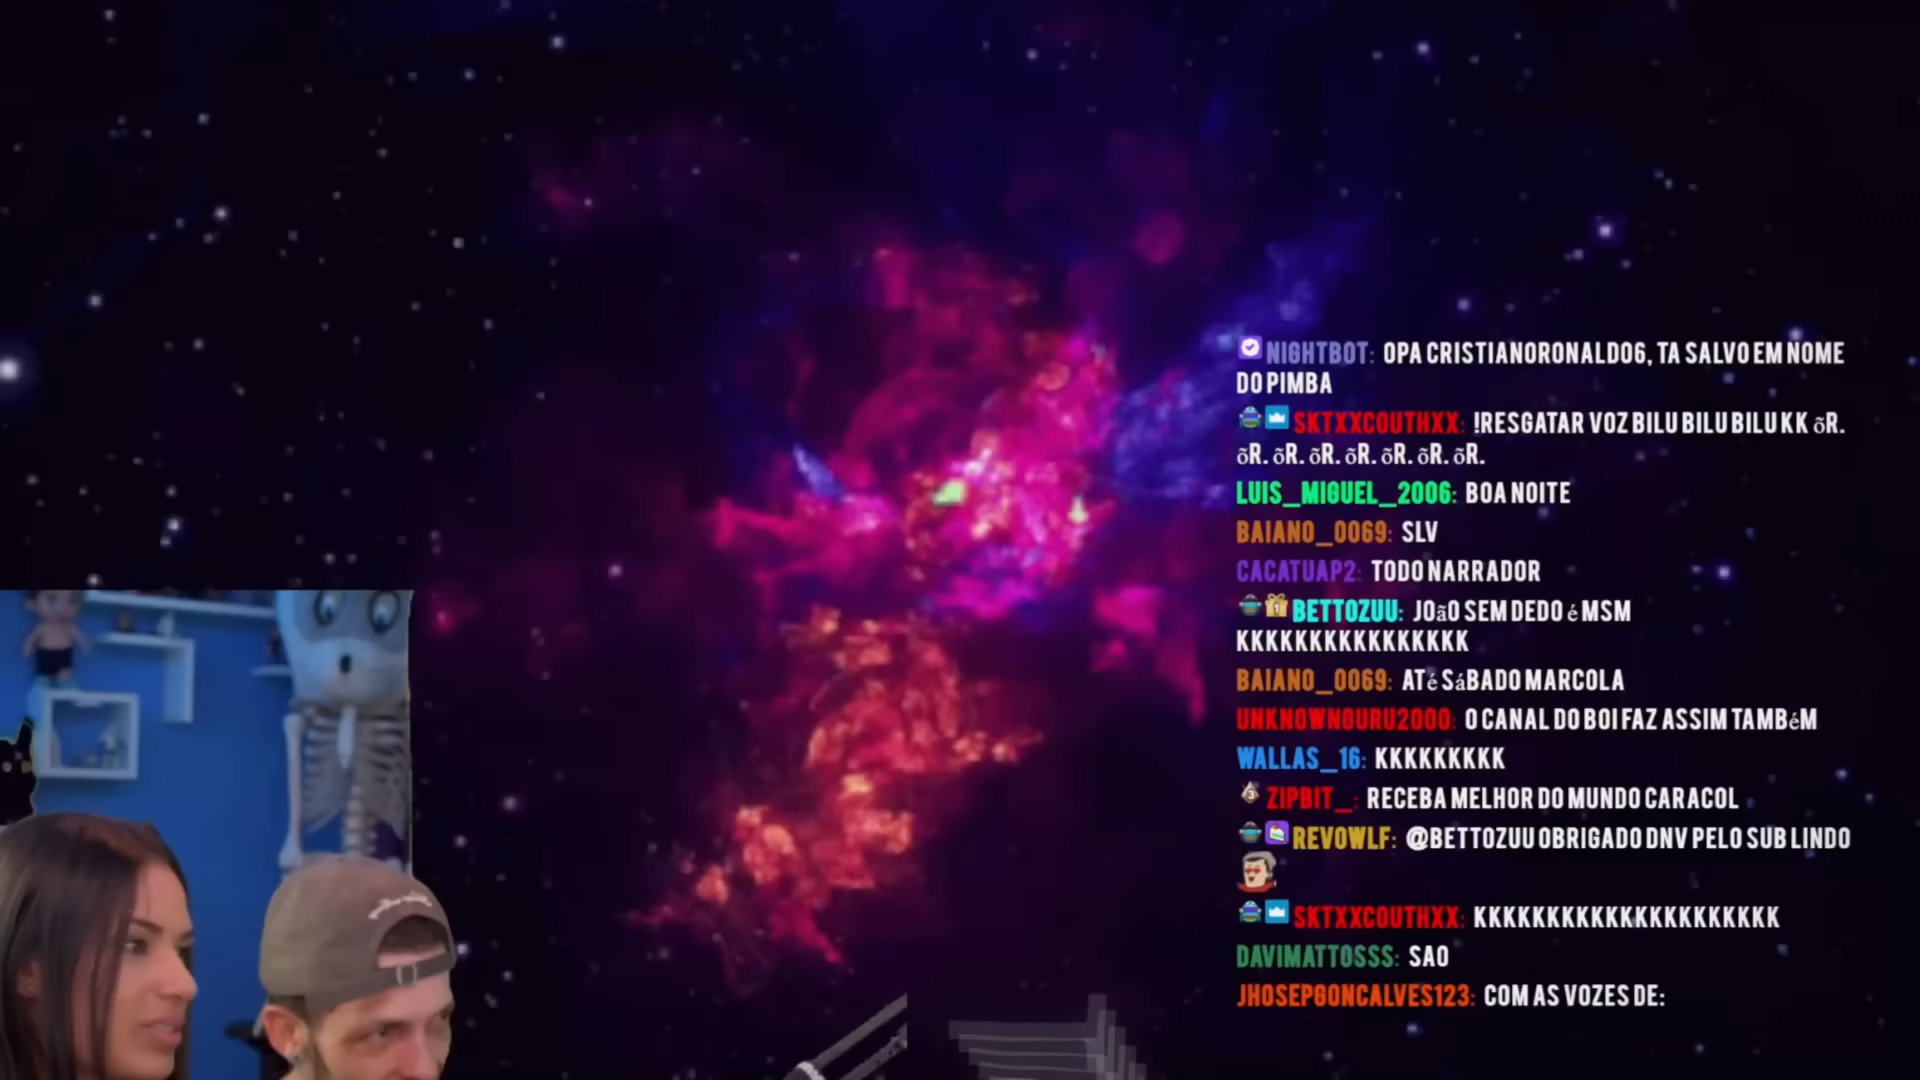 NIGHTBOT: OPA CRISTIANORONALDO6, TA SALVO EM NOME
DO PIMBA
SKTXXCOUTHXX: !RESGATAR VOZ BILU BILU BILU KK õR.
õR. õR. õR. õR. õR. õR. õR.
LUIS_MIGUEL_2006: BOA NOITE
BAIANO_0069: SLV
CACATUAP2: TODO NARRADOR
BETTOZUU: JOãO SEM DEDO é MSM
KKKKKKKKKKKKKKKK
BAIANO_0069: ATé SáBADO MARCOLA
UNKNOWNGURU2000: O CANAL DO BOI FAZ ASSIM TAMBéM
WALLAS_16: KKKKKKKKK
ZIPBIT_: RECEBA MELHOR DO MUNDO CARACOL
REVOWLF: @BETTOZUU OBRIGADO DNV PELO SUB LINDO
SKTXXCOUTHXX: KKKKKKKKKKKKKKKKKKKKK
DAVIMATTOSSS: SAO
JHOSEPGONCALVES123: COM AS VOZES DE: